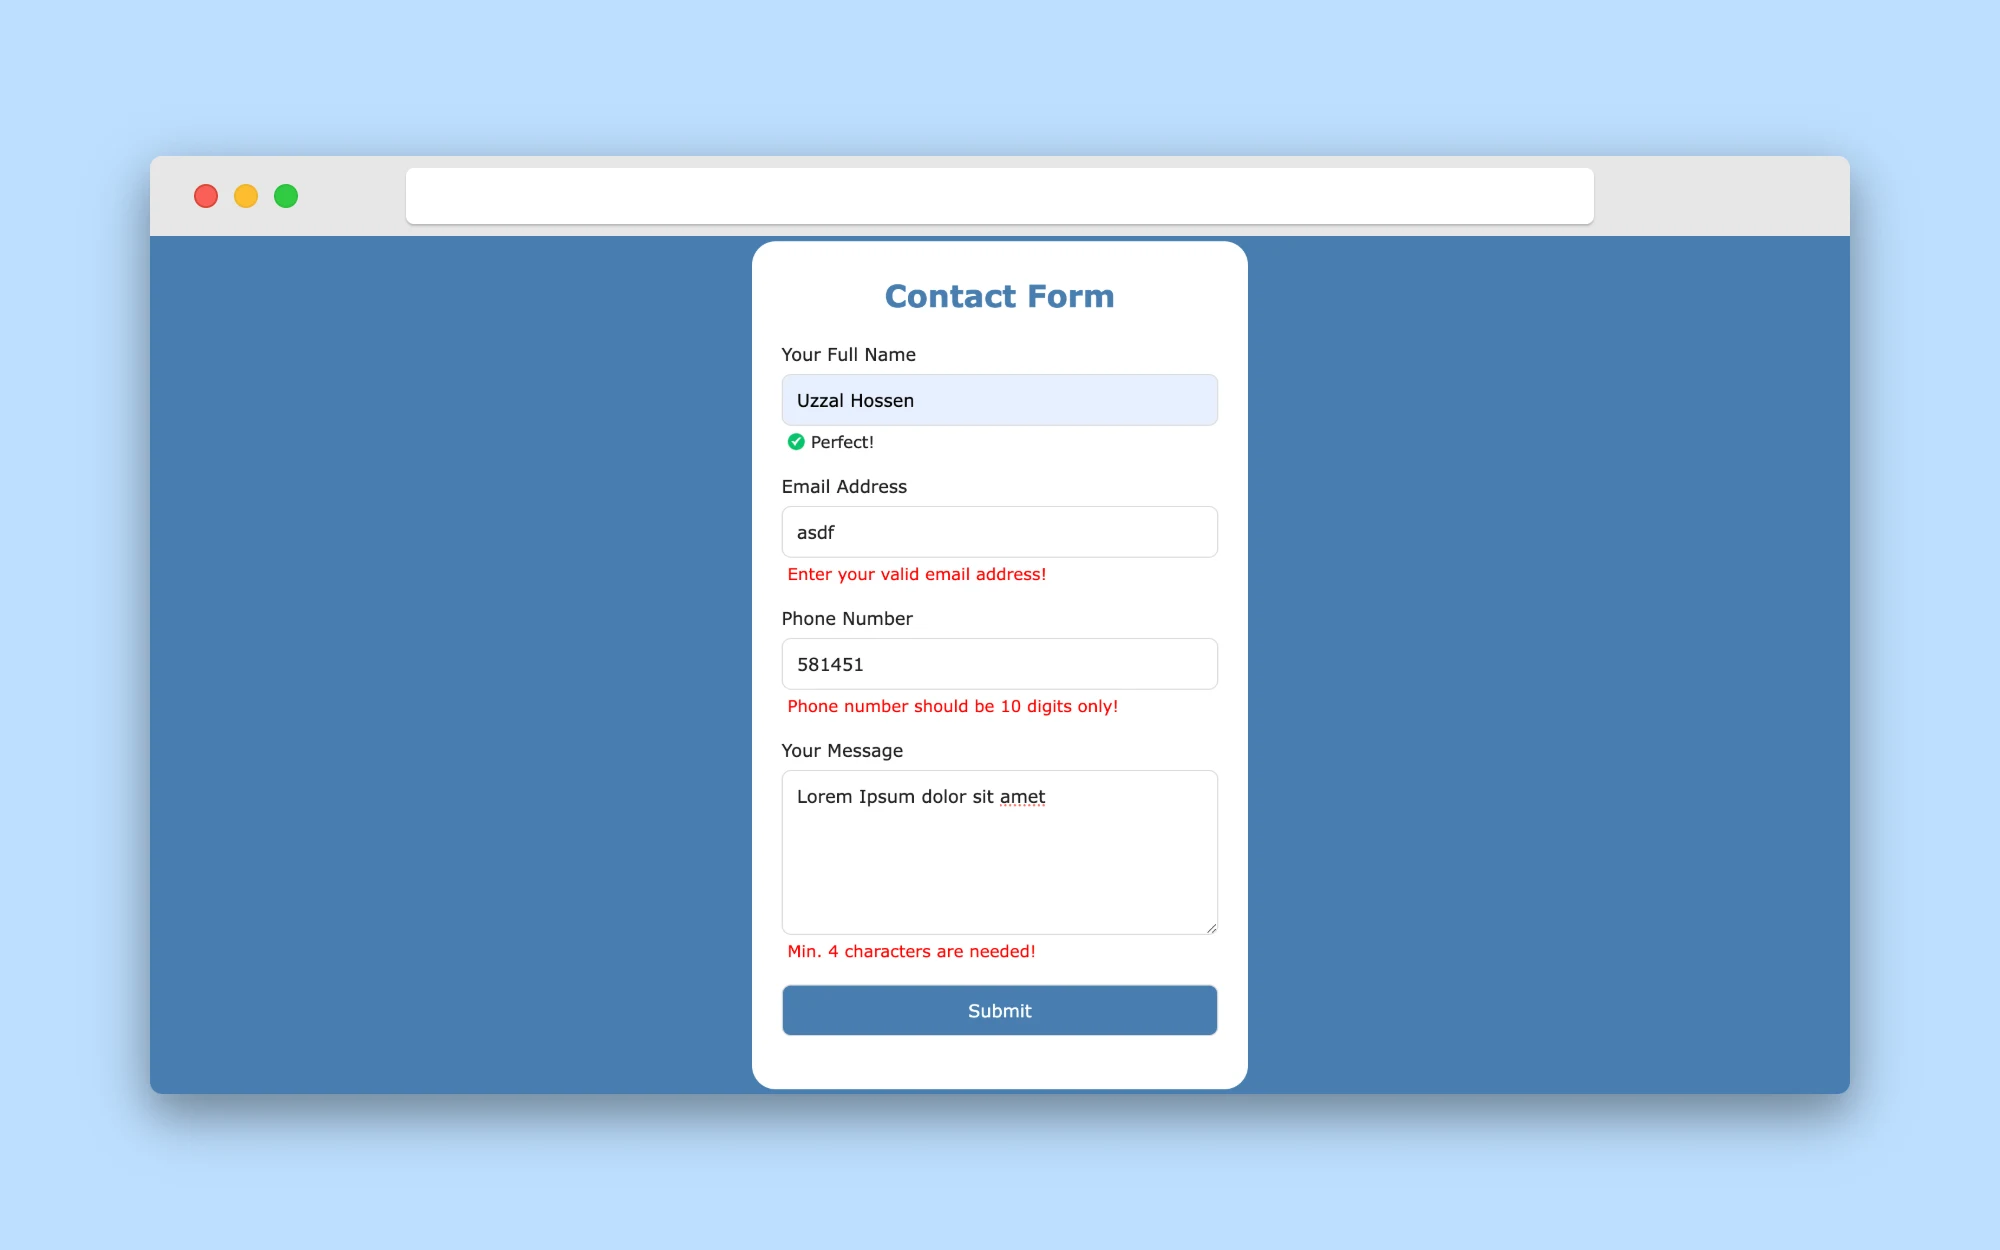 Contact Form
Your Full Name
Uzzal Hossen
Perfect!
Email Address
asdf
Enter your valid email address!
Phone Number
581451
Phone number should be 10 digits only!
Your Message
Lorem Ipsum dolor sit amet
Min. 4 characters are needed!
Submit